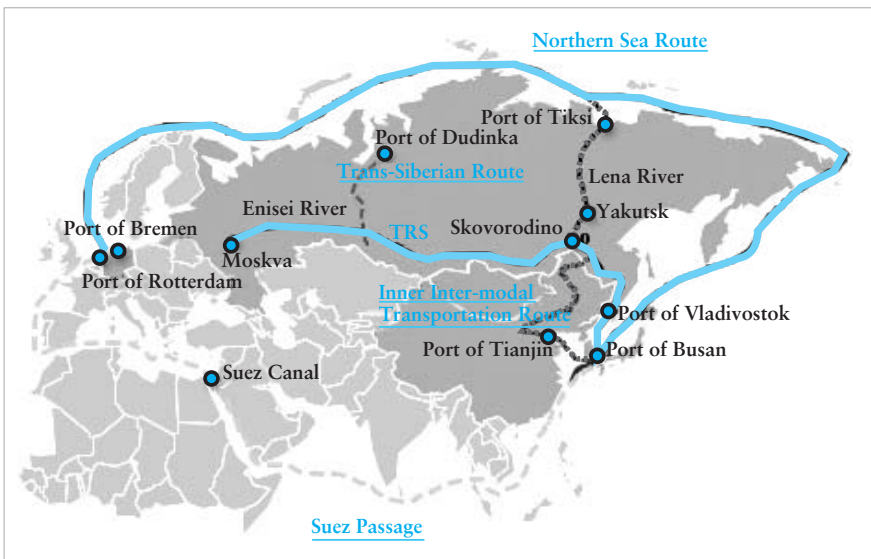 Northern Sea Route
Port of Tiksi
Port of Dudinka
Trans-Siberian Route
Lena River
Enisei River
Yakutsk
Port of Bremen
Skovorodino
TRS
Moskva
Port of Rotterdam
Inner Inter-modal
Transportation Route
Port of Vladivostok
Port of Tianjin
Port of Busan
Suez Canal
Suez Passage